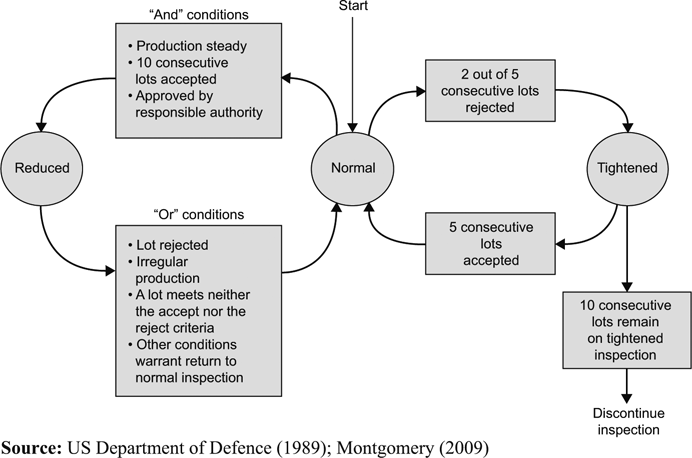 “And” conditions
• Production steady
• 10 consecutive
lots accepted
• Approved by
responsible authority
Start
2 out of 5
consecutive lots
rejected
Reduced
Normal
Tightened
“Or” conditions
• Lot rejected
• Irregular
production
• A lot meets neither
the accept nor the
reject criteria
• Other conditions
warrant return to
normal inspection
5 consecutive
lots
accepted
10 consecutive
lots remain
on tightened
inspection
Discontinue
inspection
Source: US Department of Defence (1989); Montgomery (2009)